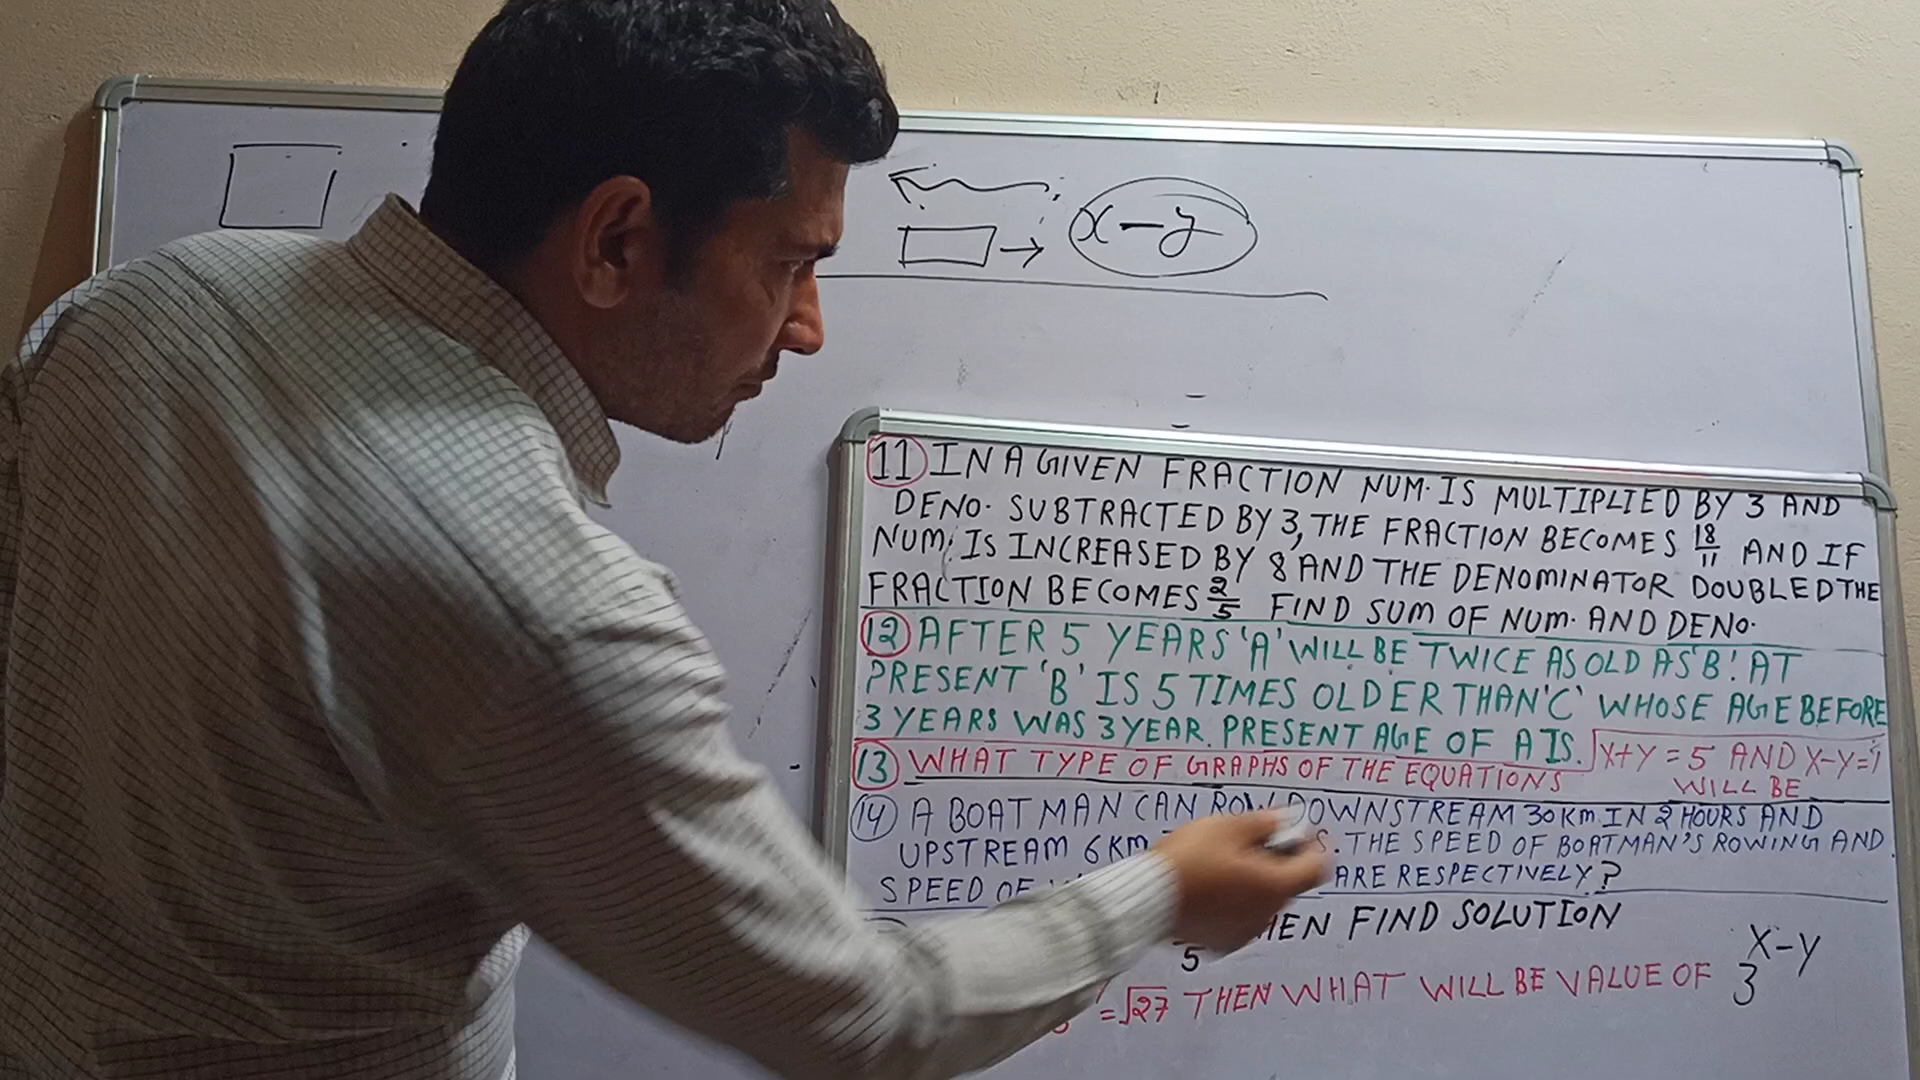 x-y
11 IN A GIVEN FRACTION NUM. IS MULTIPLIED BY 3 AND
DENO. SUBTRACTED BY 3, THE FRACTION BECOMES 18/11 AND IF
NUM. IS INCREASED BY 8 AND THE DENOMINATOR DOUBLED THE
FRACTION BECOMES 2/5 FIND SUM OF NUM. AND DENO.
12 AFTER 5 YEARS 'A' WILL BE TWICE AS OLD AS 'B'. AT
PRESENT 'B' IS 5 TIMES OLDER THAN 'C' WHOSE AGE BEFORE
3 YEARS WAS 3 YEAR. PRESENT AGE OF A IS.
13 WHAT TYPE OF GRAPHS OF THE EQUATIONS X+Y=5 AND X-Y=1
WILL BE
14 A BOATMAN CAN ROW DOWNSTREAM 30 KM IN 2 HOURS AND
UPSTREAM 6 KM THE SPEED OF BOATMAN'S ROWING AND
SPEED OF ARE RESPECTIVELY?
5 FIND SOLUTION
=√27 THEN WHAT WILL BE VALUE OF 3^(X-Y)